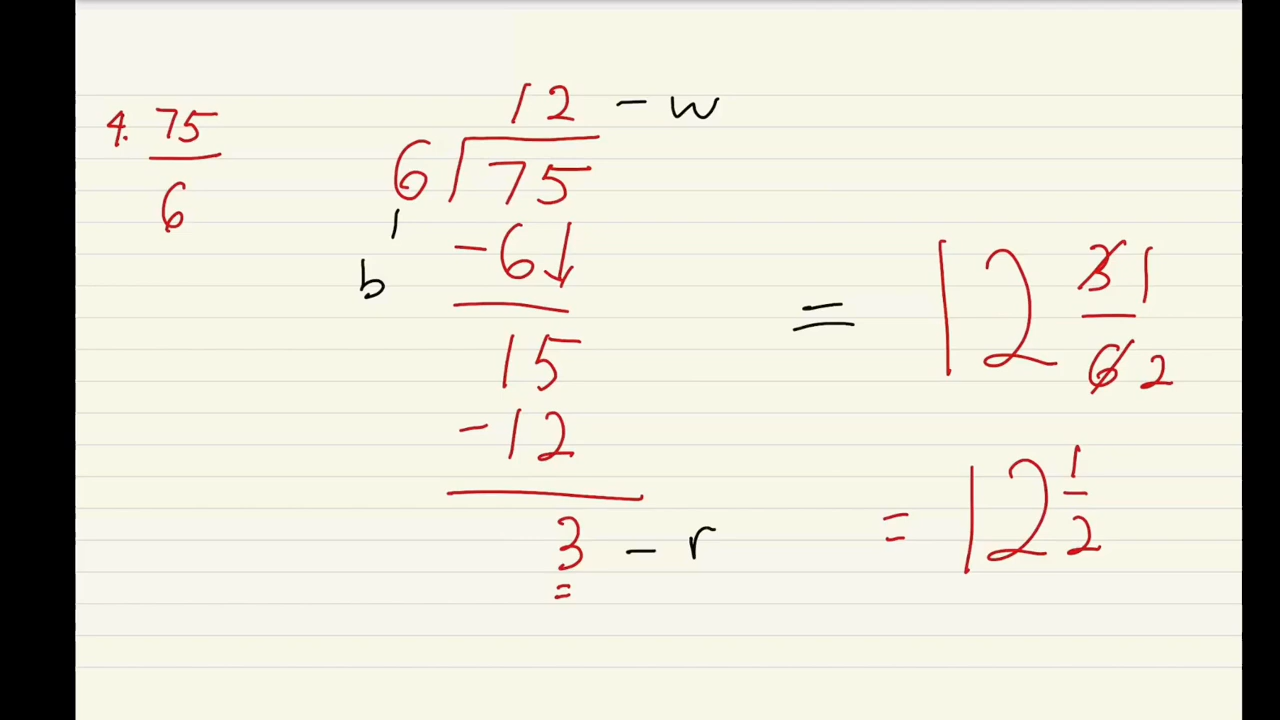 4. 75/6
12 - w
6 √75
b
-6↓
15
-12
3 - r
=
= 12 3/6 1/2
= 12 1/2